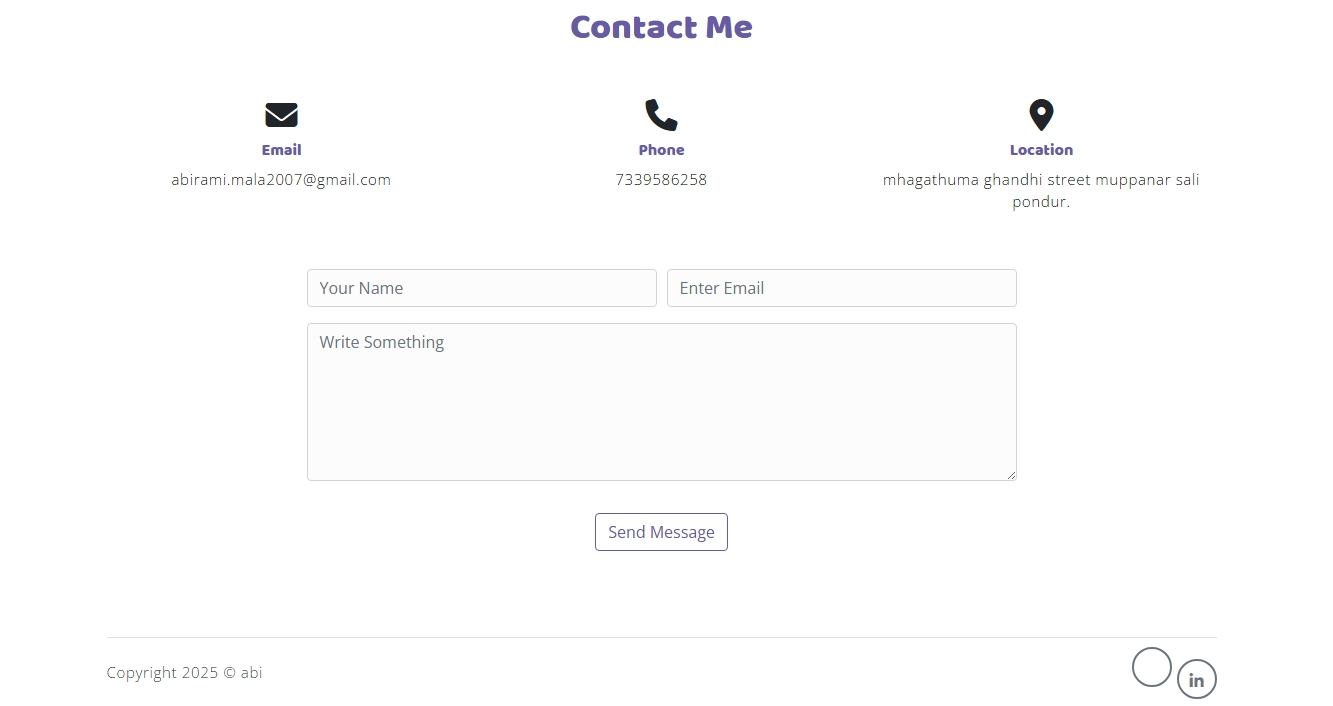 Contact Me
Email
abirami.mala2007@gmail.com
Phone
7339586258
Location
mhagathuma ghandhi street muppanar sali
pondur.
Your Name
Enter Email
Write Something
Send Message
Copyright 2025 © abi
in